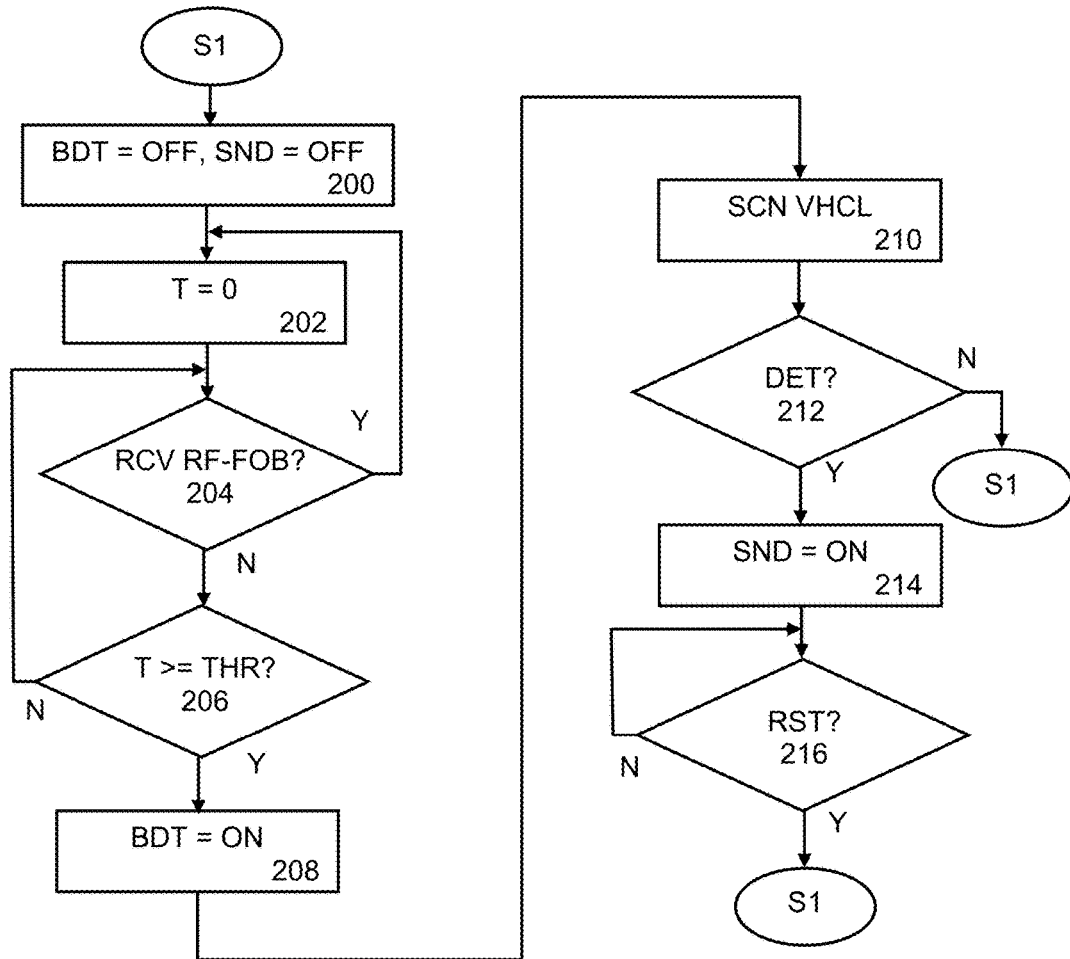 S1
BDT = OFF, SND = OFF
200
T = 0
202
Y
RCV RF-FOB?
204
N
T >= THR?
206
N
Y
BDT = ON
208
SCN VHCL
210
N
DET?
212
Y
S1
SND = ON
214
RST?
216
N
Y
S1